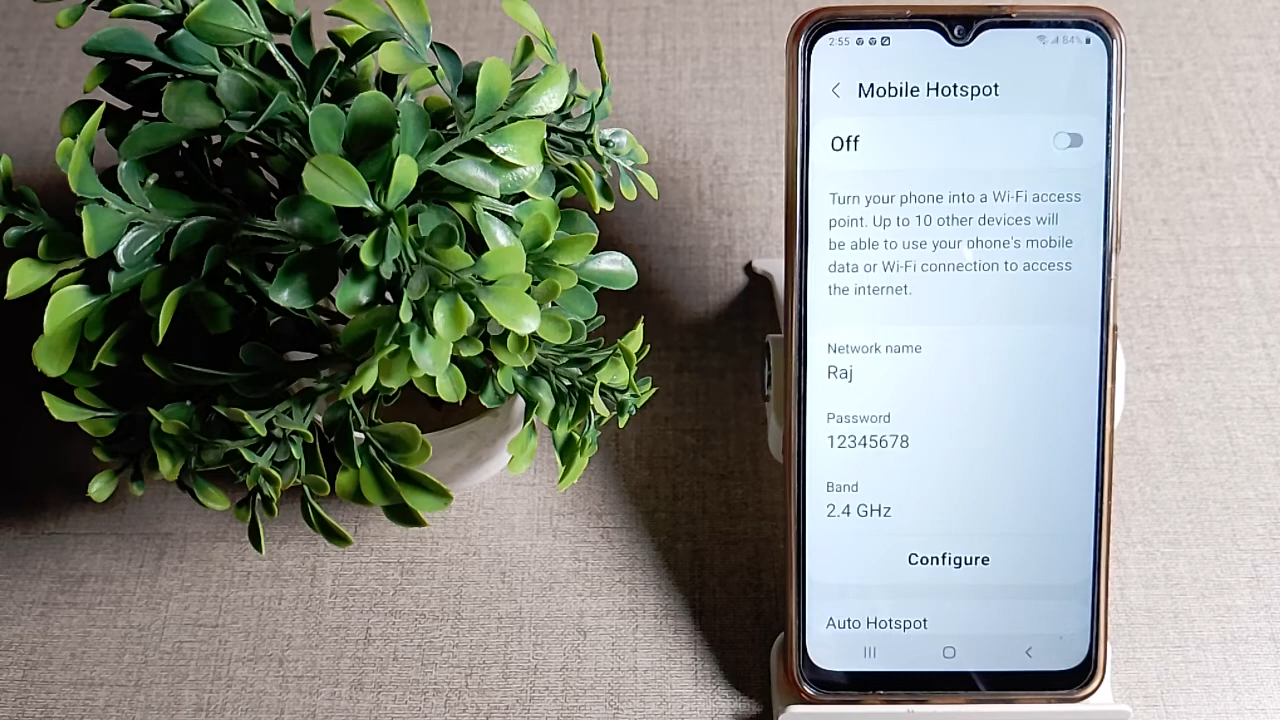 2:55 84%
Mobile Hotspot
Off
Turn your phone into a Wi-Fi access
point. Up to 10 other devices will
be able to use your phone's mobile
data or Wi-Fi connection to access
the internet.
Network name
Raj
Password
12345678
Band
2.4 GHz
Configure
Auto Hotspot